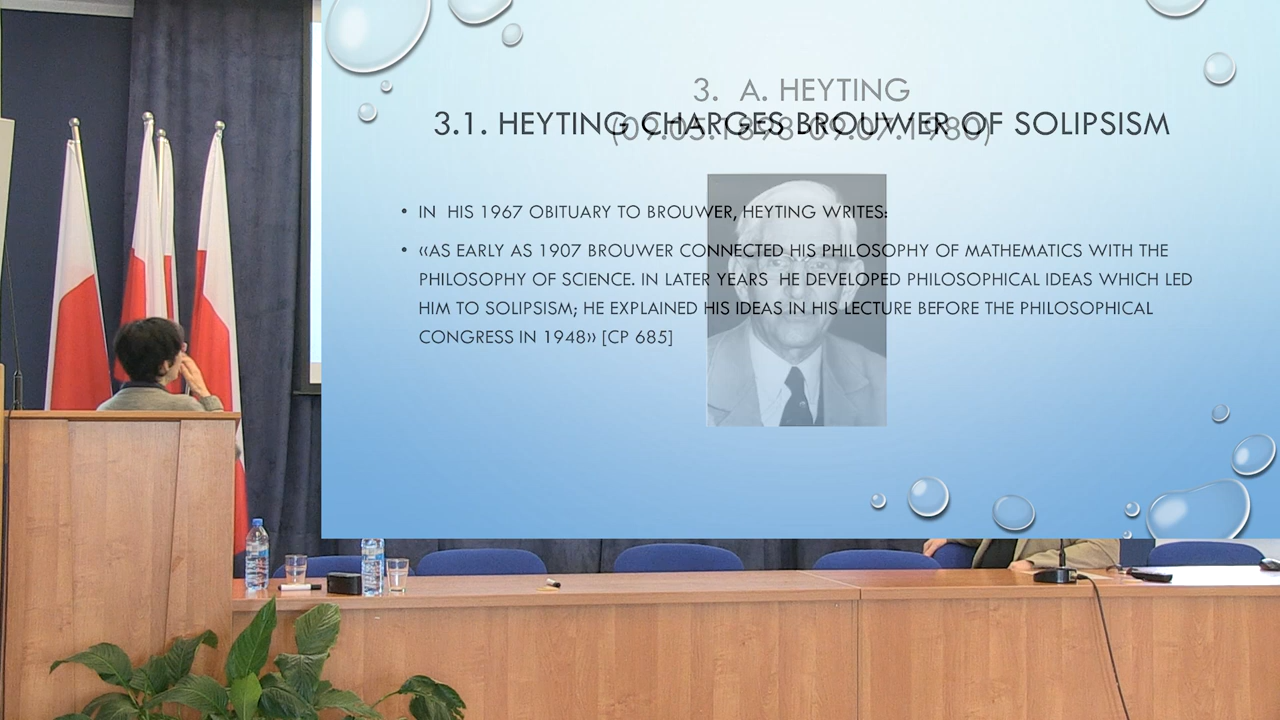 3. A. HEYTING
3.1. HEYTING CHARGES BROUWER OF SOLIPSISM
• IN HIS 1967 OBITUARY TO BROUWER, HEYTING WRITES:
• «AS EARLY AS 1907 BROUWER CONNECTED HIS PHILOSOPHY OF MATHEMATICS WITH THE
PHILOSOPHY OF SCIENCE. IN LATER YEARS HE DEVELOPED PHILOSOPHICAL IDEAS WHICH LED
HIM TO SOLIPSISM; HE EXPLAINED HIS IDEAS IN HIS LECTURE BEFORE THE PHILOSOPHICAL
CONGRESS IN 1948» [CP 685]